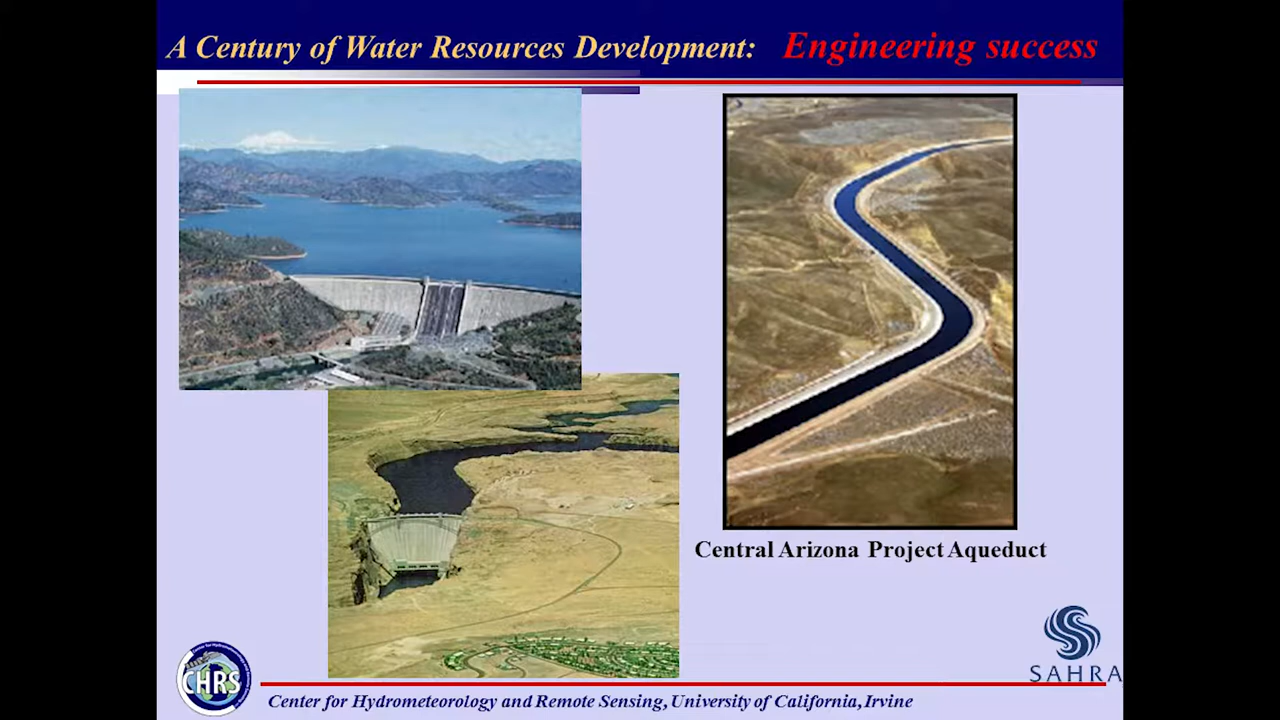 A Century of Water Resources Development: Engineering success
Central Arizona Project Aqueduct
CHRS
SAHRA
Center for Hydrometeorology and Remote Sensing, University of California, Irvine